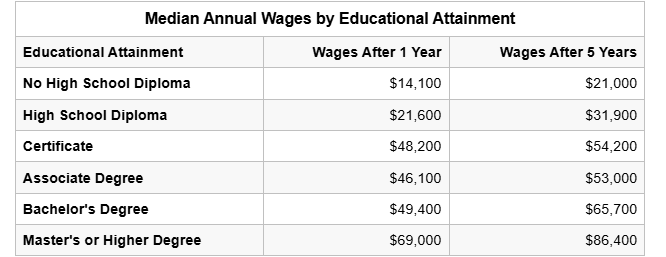 Median Annual Wages by Educational Attainment
Educational Attainment Wages After 1 Year Wages After 5 Years
No High School Diploma $14,100 $21,000
High School Diploma $21,600 $31,900
Certificate $48,200 $54,200
Associate Degree $46,100 $53,000
Bachelor's Degree $49,400 $65,700
Master's or Higher Degree $69,000 $86,400